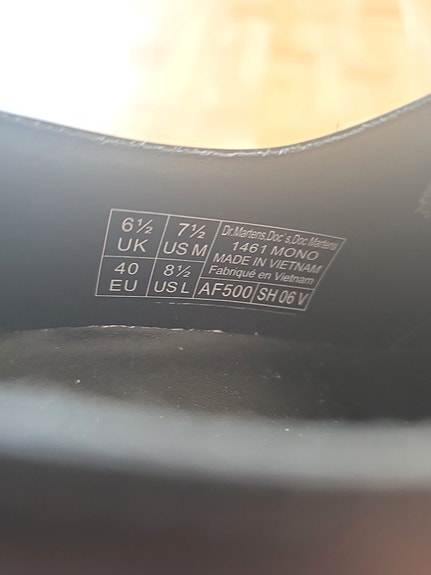 6½ UK
7½ US M
40 EU
8½ US L
Dr.Martens,Doc's,Doc Martens
1461 MONO
MADE IN VIETNAM
Fabriqué en Vietnam
AF500
SH 06 V